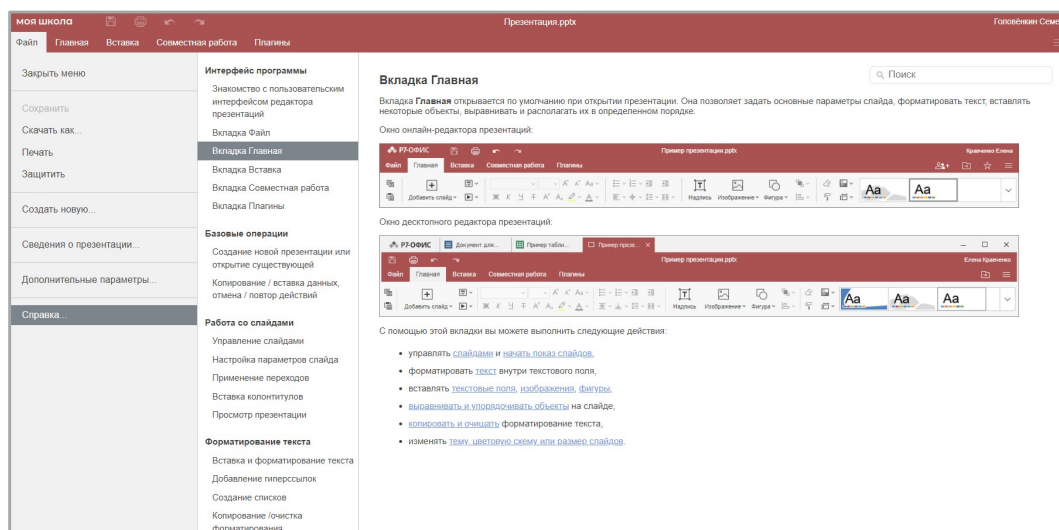 моя школа
Презентация.pptx
Головёнкин Семе
Файл Главная Вставка Совместная работа Плагины
Закрыть меню
Сохранить
Скачать как...
Печать
Защитить
Создать новую...
Сведения о презентации...
Дополнительные параметры...
Справка...
Интерфейс программы
Знакомство с пользовательским
интерфейсом редактора
презентаций
Вкладка Файл
Вкладка Главная
Вкладка Вставка
Вкладка Совместная работа
Вкладка Плагины
Базовые операции
Создание новой презентации или
открытие существующей
Копирование / вставка данных,
отмена / повтор действий
Работа со слайдами
Управление слайдами
Настройка параметров слайда
Применение переходов
Вставка колонтитулов
Просмотр презентации
Форматирование текста
Вставка и форматирование текста
Добавление гиперссылок
Создание списков
Копирование /очистка
форматирования
Поиск
Вкладка Главная
Вкладка Главная открывается по умолчанию при открытии презентации. Она позволяет задать основные параметры слайда, форматировать текст, вставлять
некоторые объекты, выравнивать и располагать их в определенном порядке.
Окно онлайн-редактора презентаций:
Р7-ОФИС Пример презентации.pptx Кравченко Елена
Файл Главная Вставка Совместная работа Плагины
Добавить слайд Ж К Ч Надпись Изображение Фигура Aa Aa
Окно десктопного редактора презентаций:
Р7-ОФИС Документ для... Пример табли... Пример презе...
Пример презентации.pptx Елена Кравченко
Файл Главная Вставка Совместная работа Плагины
Добавить слайд Ж К Ч Надпись Изображение Фигура Aa Aa Aa
С помощью этой вкладки вы можете выполнить следующие действия:
• управлять слайдами и начать показ слайдов,
• форматировать текст внутри текстового поля,
• вставлять текстовые поля, изображения, фигуры,
• выравнивать и упорядочивать объекты на слайде,
• копировать и очищать форматирование текста,
• изменять тему, цветовую схему или размер слайдов.